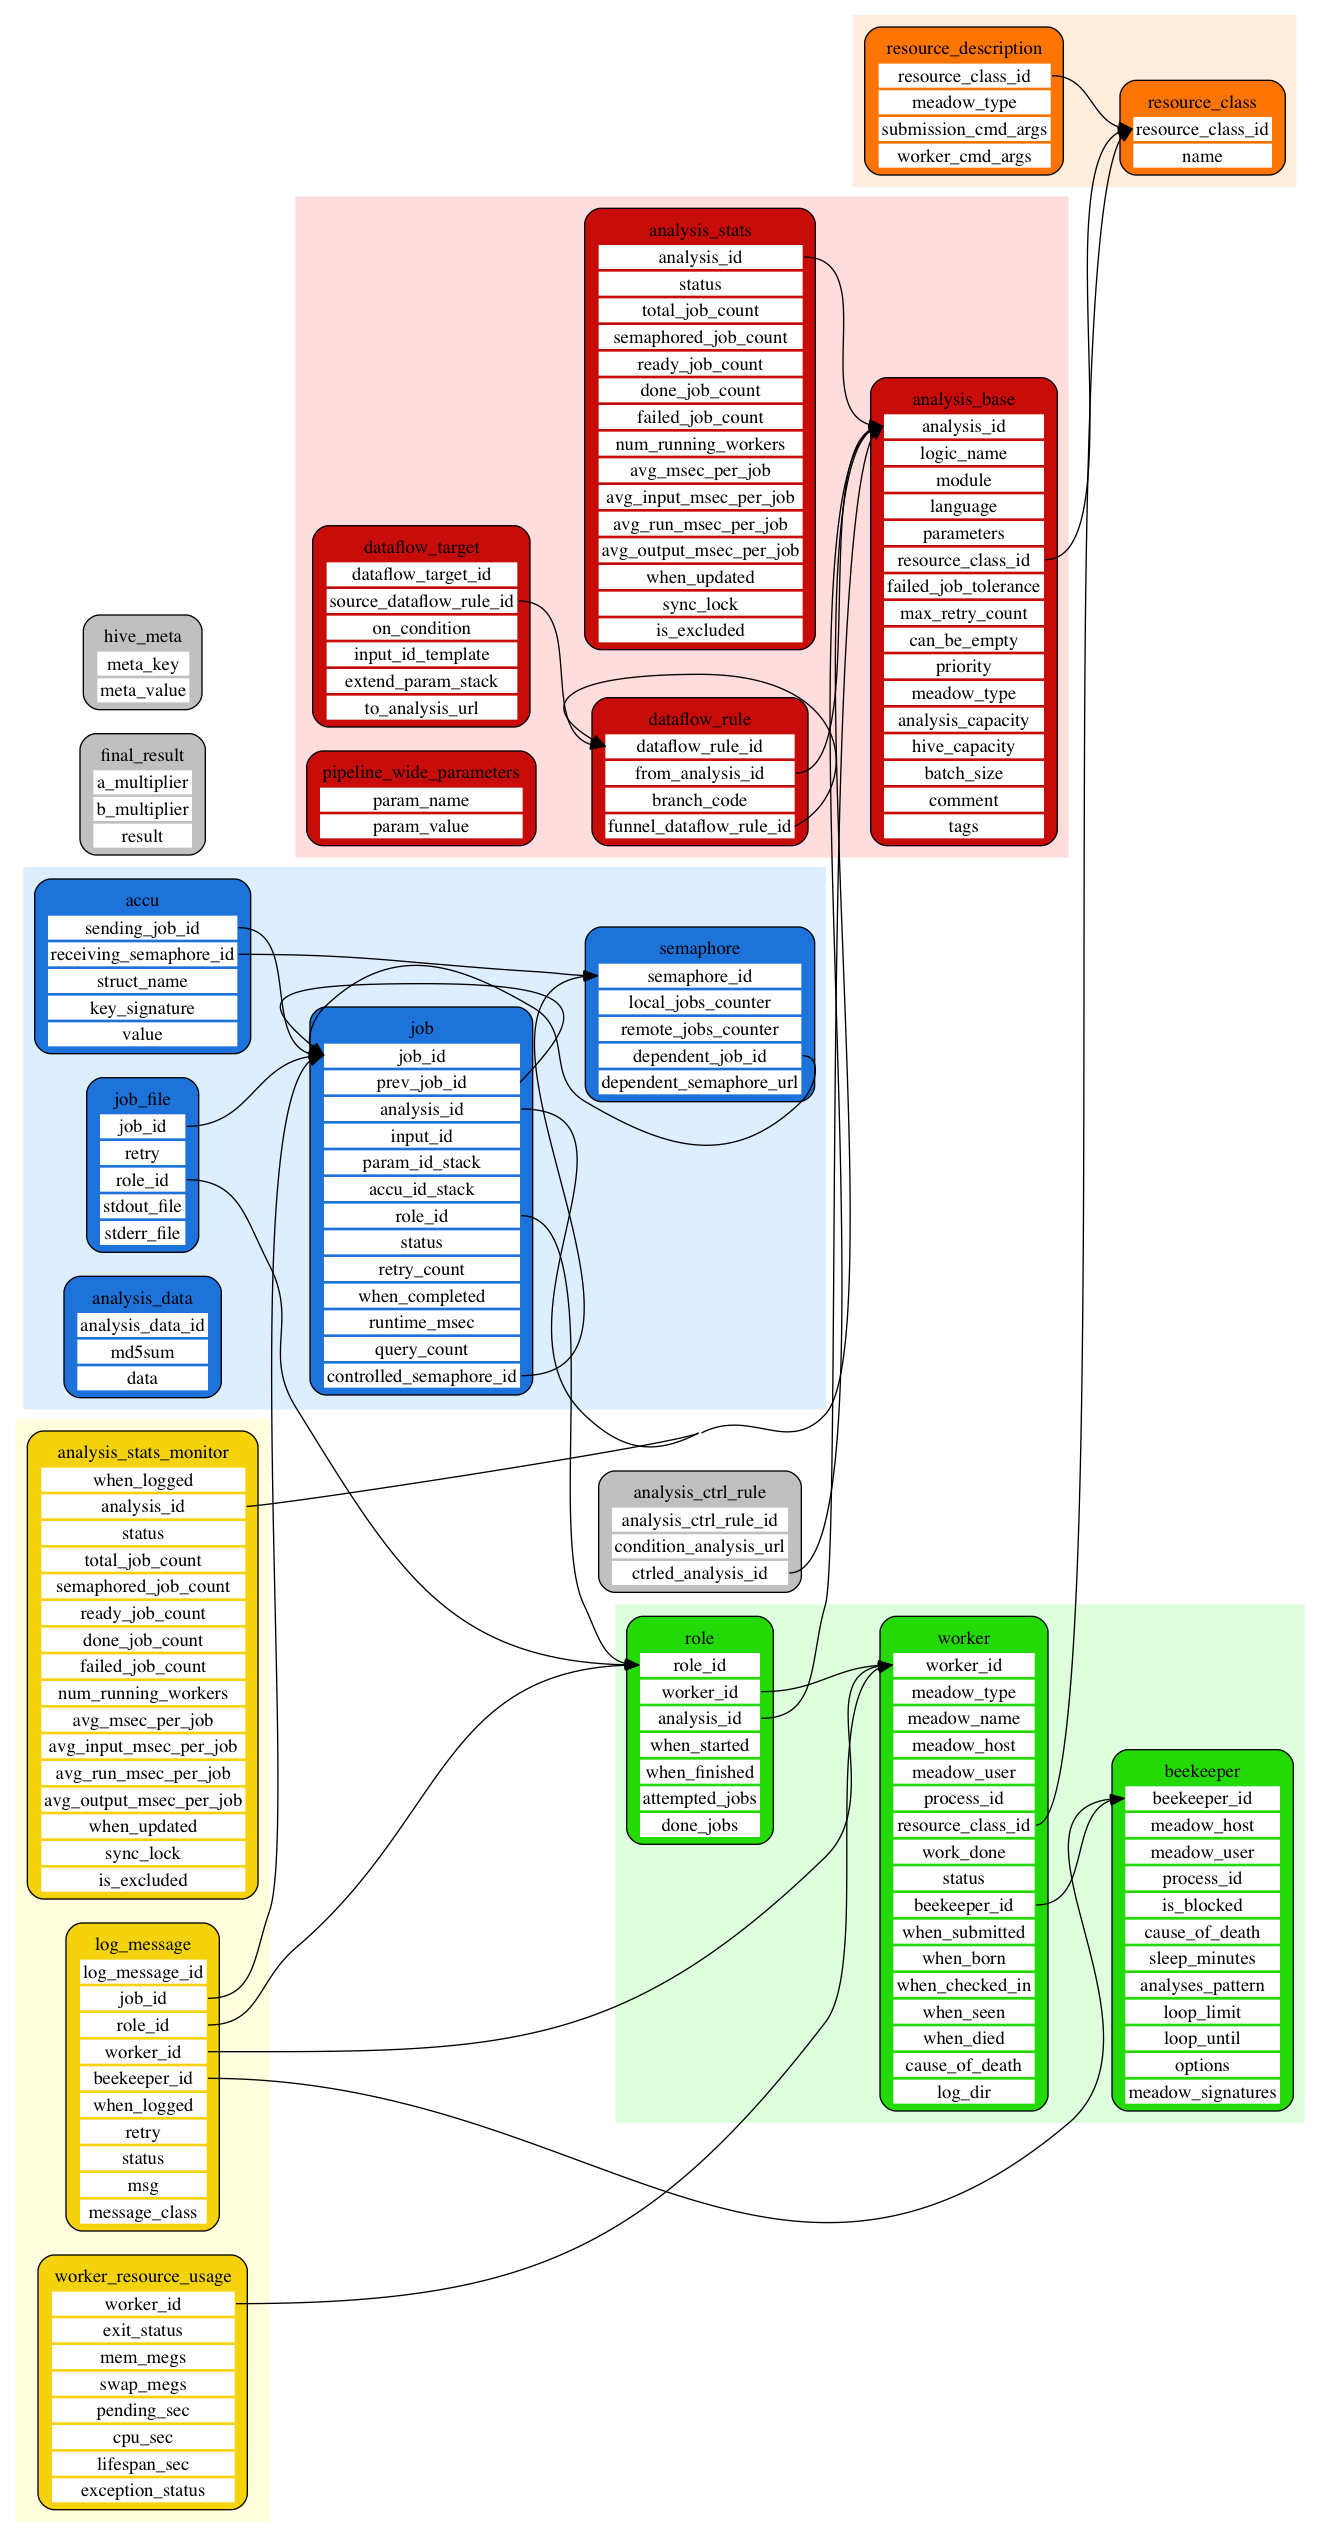 resource_description
resource_class_id
meadow_type
submission_cmd_args
worker_cmd_args
resource_class
resource_class_id
name
analysis_stats
analysis_id
status
total_job_count
semaphored_job_count
ready_job_count
done_job_count
failed_job_count
num_running_workers
avg_msec_per_job
avg_input_msec_per_job
avg_run_msec_per_job
avg_output_msec_per_job
when_updated
sync_lock
is_excluded
analysis_base
analysis_id
logic_name
module
language
parameters
resource_class_id
failed_job_tolerance
max_retry_count
can_be_empty
priority
meadow_type
analysis_capacity
hive_capacity
batch_size
comment
tags
dataflow_target
dataflow_target_id
source_dataflow_rule_id
on_condition
input_id_template
extend_param_stack
to_analysis_url
dataflow_rule
dataflow_rule_id
from_analysis_id
branch_code
funnel_dataflow_rule_id
pipeline_wide_parameters
param_name
param_value
hive_meta
meta_key
meta_value
final_result
a_multiplier
b_multiplier
result
accu
sending_job_id
receiving_semaphore_id
struct_name
key_signature
value
semaphore
semaphore_id
local_jobs_counter
remote_jobs_counter
dependent_job_id
dependent_semaphore_url
job
job_id
prev_job_id
analysis_id
input_id
param_id_stack
accu_id_stack
role_id
status
retry_count
when_completed
runtime_msec
query_count
controlled_semaphore_id
job_file
job_id
retry
role_id
stdout_file
stderr_file
analysis_data
analysis_data_id
md5sum
data
analysis_stats_monitor
when_logged
analysis_id
status
total_job_count
semaphored_job_count
ready_job_count
done_job_count
failed_job_count
num_running_workers
avg_msec_per_job
avg_input_msec_per_job
avg_run_msec_per_job
avg_output_msec_per_job
when_updated
sync_lock
is_excluded
analysis_ctrl_rule
analysis_ctrl_rule_id
condition_analysis_url
ctrled_analysis_id
role
role_id
worker_id
analysis_id
when_started
when_finished
attempted_jobs
done_jobs
worker
worker_id
meadow_type
meadow_name
meadow_host
meadow_user
process_id
resource_class_id
work_done
status
beekeeper_id
when_submitted
when_born
when_checked_in
when_seen
when_died
cause_of_death
log_dir
beekeeper
beekeeper_id
meadow_host
meadow_user
process_id
is_blocked
cause_of_death
sleep_minutes
analyses_pattern
loop_limit
loop_until
options
meadow_signatures
log_message
log_message_id
job_id
role_id
worker_id
beekeeper_id
when_logged
retry
status
msg
message_class
worker_resource_usage
worker_id
exit_status
mem_megs
swap_megs
pending_sec
cpu_sec
lifespan_sec
exception_status